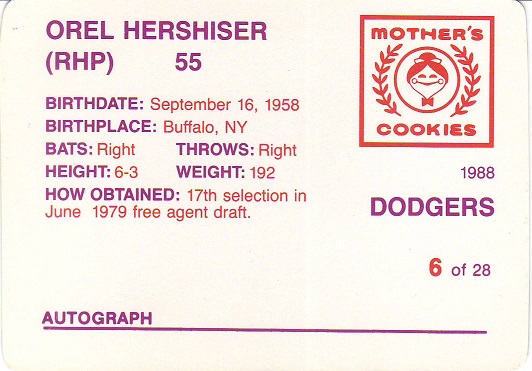 OREL HERSHISER
(RHP) 55
BIRTHDATE: September 16, 1958
BIRTHPLACE: Buffalo, NY
BATS: Right THROWS: Right
HEIGHT: 6-3 WEIGHT: 192
HOW OBTAINED: 17th selection in
June 1979 free agent draft.
MOTHER'S
COOKIES
1988
DODGERS
6 of 28
AUTOGRAPH